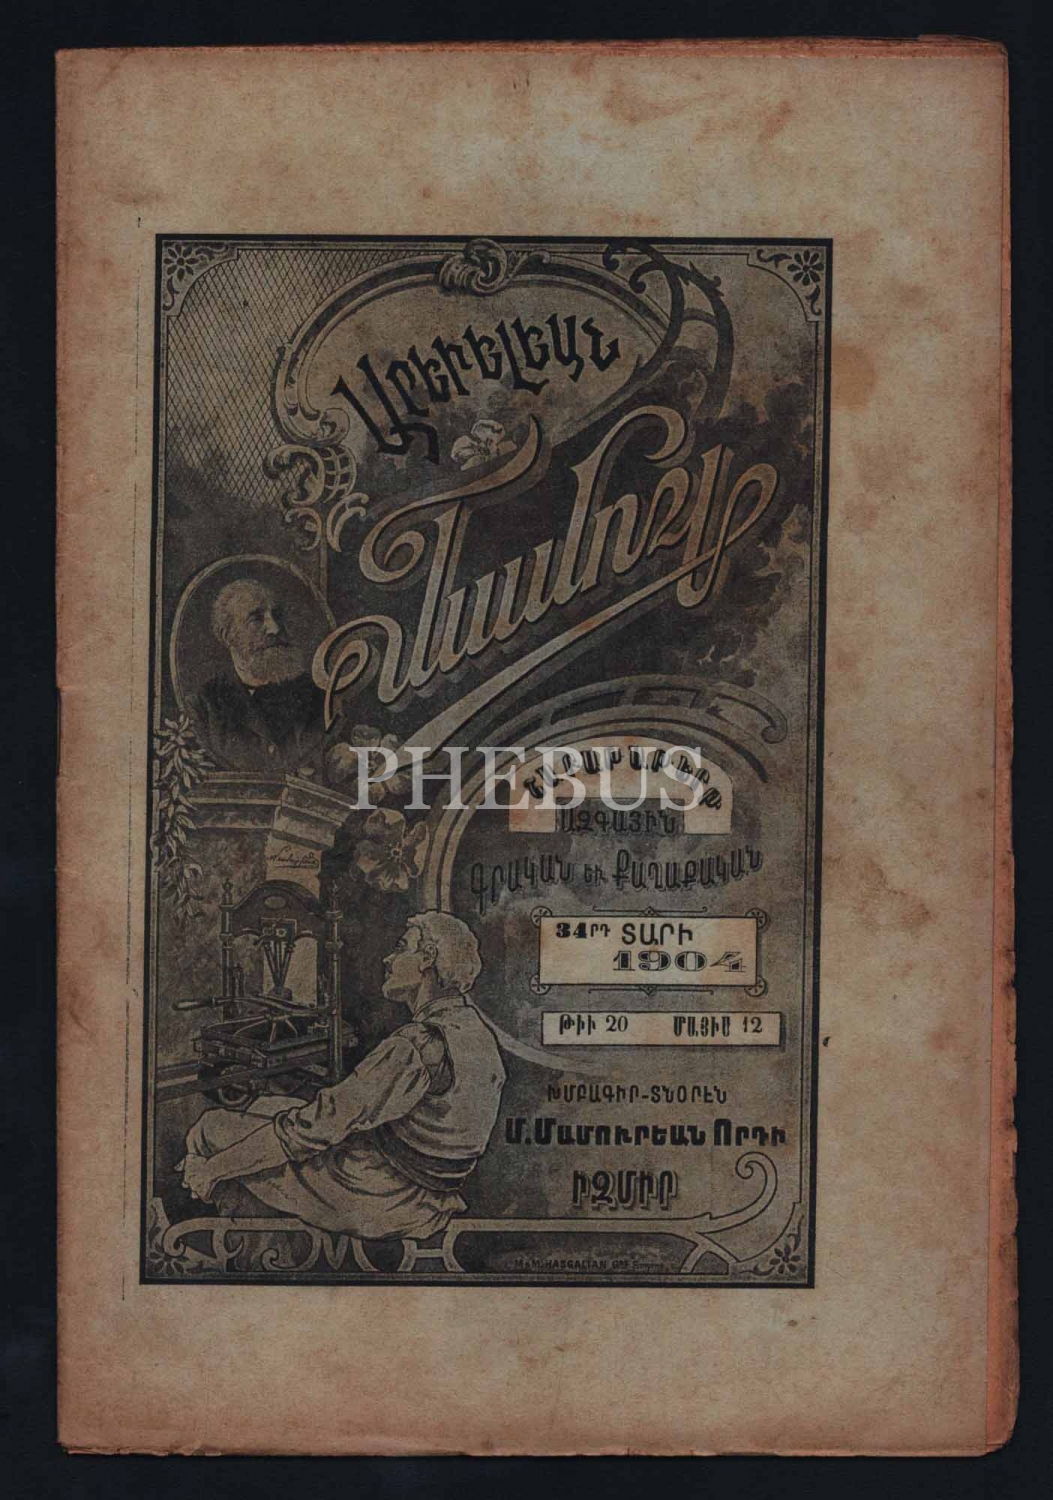 Արեւելեան
Մամուլ
PHEBUS
ՇԱԲԱԹԱԹԵՐԹ
ԱԶԳԱՅԻՆ
ԳՐԱԿԱՆ ԵՒ ՔԱՂԱՔԱԿԱՆ
34ՐԴ ՏԱՐԻ
1904
ԹԻՒ 20 ՄԱՅԻՍ 12
ԽՄԲԱԳԻՐ-ՏՆՕՐԷՆ
Մ.ՄԱՄՈՒՐԵԱՆ ՈՐԴԻ
ԻԶՄԻՐ